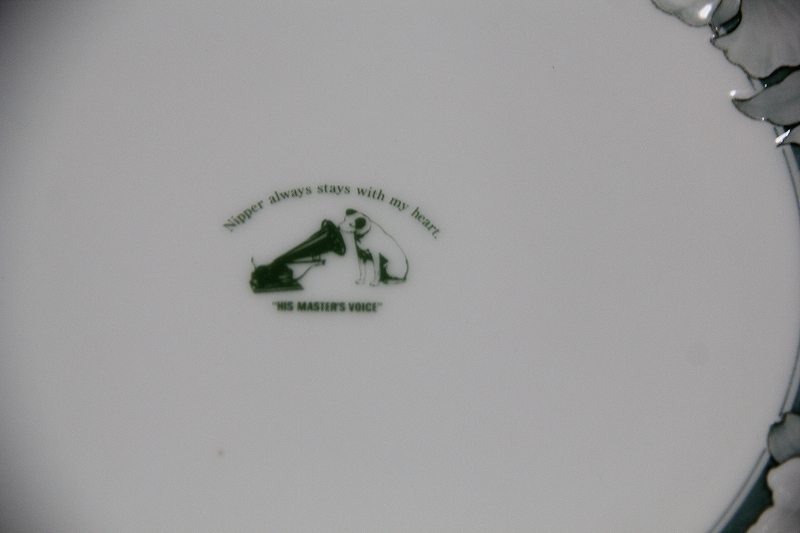 Nipper always stays with my heart.
"HIS MASTER'S VOICE"